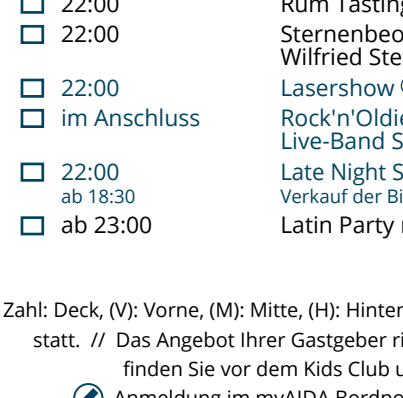 22:00 Rum Tasting
22:00 Sternenbeo
Wilfried Ste
22:00 Lasershow
im Anschluss Rock'n'Oldie
Live-Band S
22:00 Late Night S
ab 18:30 Verkauf der Bi
ab 23:00 Latin Party
Zahl: Deck, (V): Vorne, (M): Mitte, (H): Hinter
statt. // Das Angebot Ihrer Gastgeber ri
finden Sie vor dem Kids Club u
Anmeldung im myAIDA Bordpo